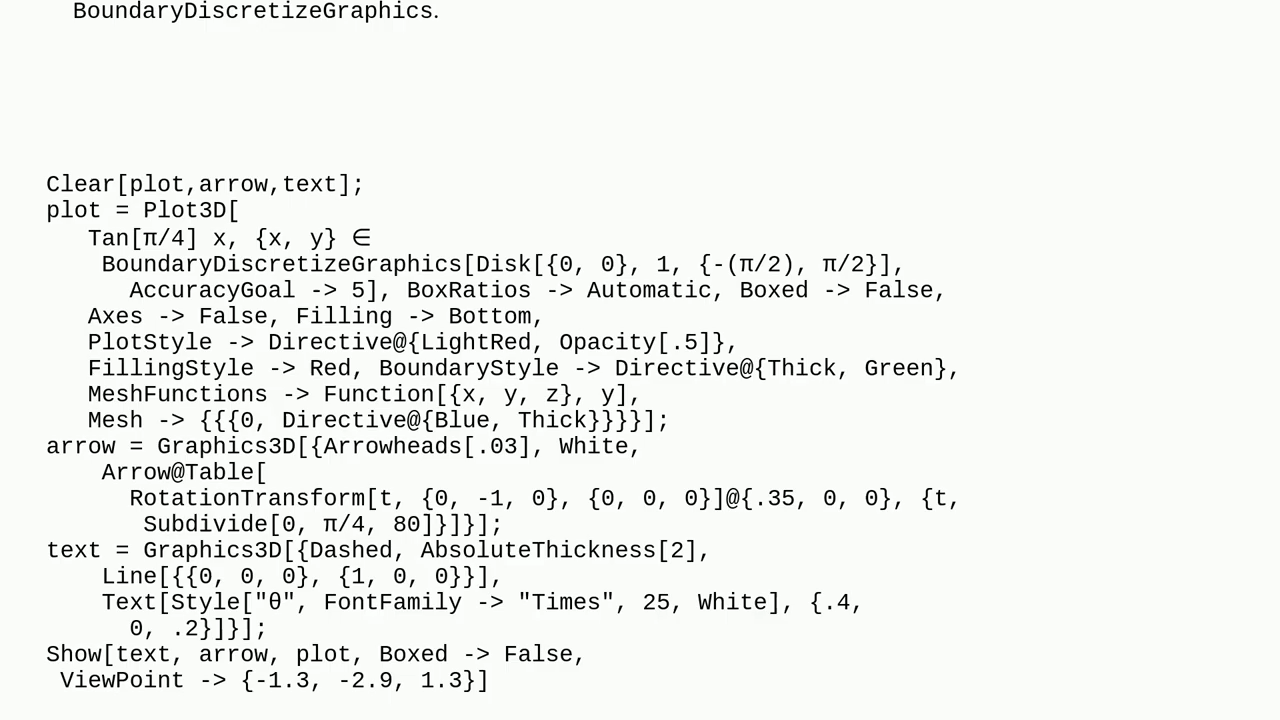 BoundaryDiscretizeGraphics.
Clear[plot,arrow,text];
plot = Plot3D[
Tan[π/4] x, {x, y} ∈
BoundaryDiscretizeGraphics[Disk[{0, 0}, 1, {-(π/2), π/2}],
AccuracyGoal -> 5], BoxRatios -> Automatic, Boxed -> False,
Axes -> False, Filling -> Bottom,
PlotStyle -> Directive@{LightRed, Opacity[.5]},
FillingStyle -> Red, BoundaryStyle -> Directive@{Thick, Green},
MeshFunctions -> Function[{x, y, z}, y],
Mesh -> {{{0, Directive@{Blue, Thick}}}}];
arrow = Graphics3D[{Arrowheads[.03], White,
Arrow@Table[
RotationTransform[t, {0, -1, 0}, {0, 0, 0}]@{.35, 0, 0}, {t,
Subdivide[0, π/4, 80]}]}];
text = Graphics3D[{Dashed, AbsoluteThickness[2],
Line[{{0, 0, 0}, {1, 0, 0}}],
Text[Style["θ", FontFamily -> "Times", 25, White], {.4,
0, .2}]}];
Show[text, arrow, plot, Boxed -> False,
ViewPoint -> {-1.3, -2.9, 1.3}]